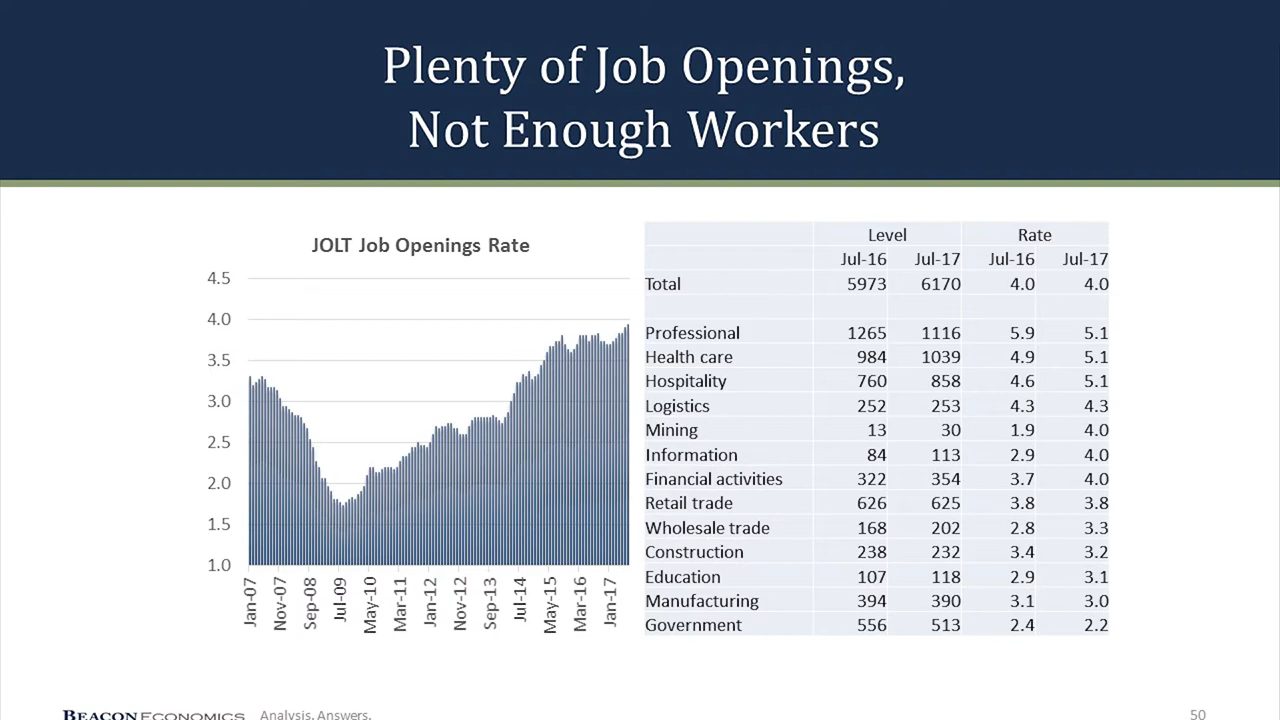 Plenty of Job Openings,
Not Enough Workers
JOLT Job Openings Rate
4.5
4.0
3.5
3.0
2.5
2.0
1.5
1.0
Jan-07 Nov-07 Sep-08 Jul-09 May-10 Mar-11 Jan-12 Nov-12 Sep-13 Jul-14 May-15 Mar-16 Jan-17
Level Rate
Jul-16 Jul-17 Jul-16 Jul-17
Total 5973 6170 4.0 4.0
Professional 1265 1116 5.9 5.1
Health care 984 1039 4.9 5.1
Hospitality 760 858 4.6 5.1
Logistics 252 253 4.3 4.3
Mining 13 30 1.9 4.0
Information 84 113 2.9 4.0
Financial activities 322 354 3.7 4.0
Retail trade 626 625 3.8 3.8
Wholesale trade 168 202 2.8 3.3
Construction 238 232 3.4 3.2
Education 107 118 2.9 3.1
Manufacturing 394 390 3.1 3.0
Government 556 513 2.4 2.2
BEACON ECONOMICS Analysis. Answers. 50